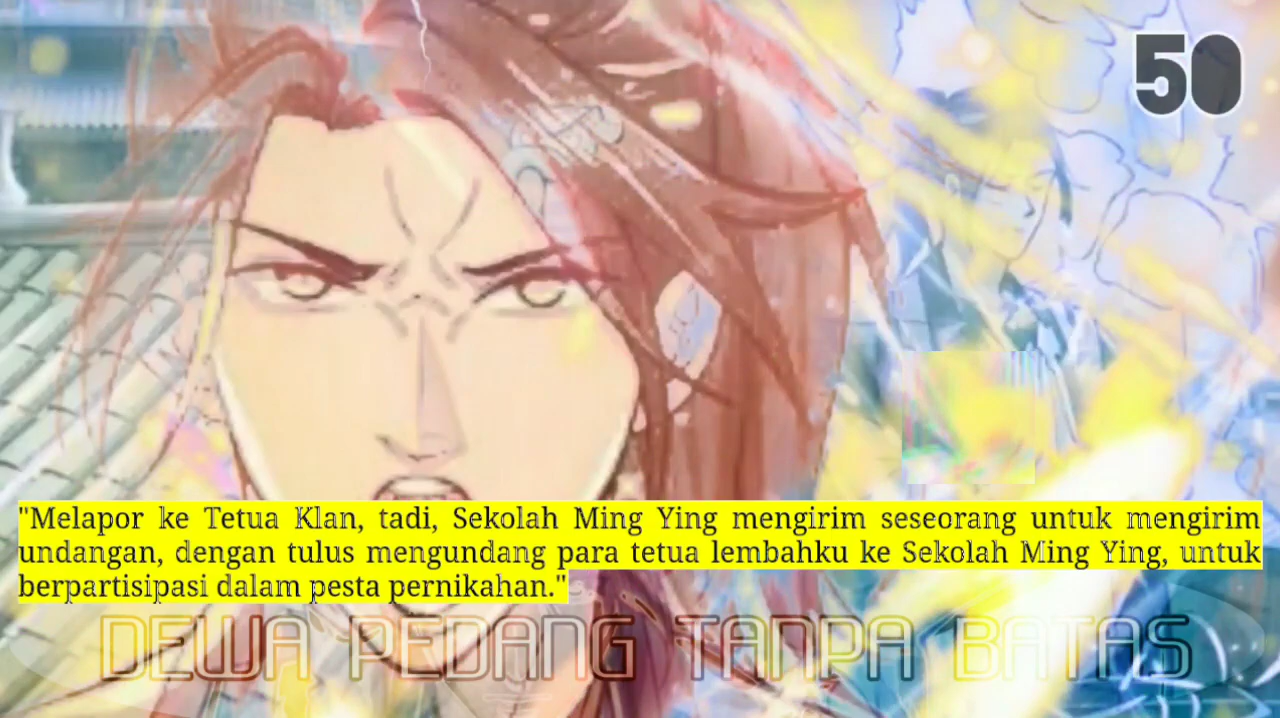 50
"Melapor ke Tetua Klan, tadi, Sekolah Ming Ying mengirim seseorang untuk mengirim
undangan, dengan tulus mengundang para tetua lembahku ke Sekolah Ming Ying, untuk
berpartisipasi dalam pesta pernikahan."
DEWA PEDANG TANPA BATAS